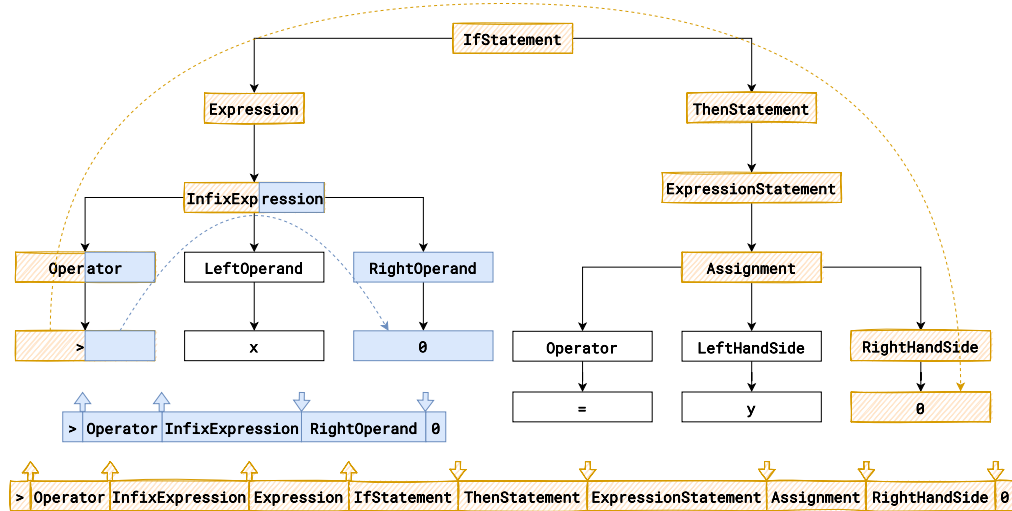 IfStatement
Expression ThenStatement
InfixExpression ExpressionStatement
Operator LeftOperand RightOperand Assignment
> x 0 Operator LeftHandSide RightHandSide
= y 0
> Operator InfixExpression RightOperand 0
> Operator InfixExpression Expression IfStatement ThenStatement ExpressionStatement Assignment RightHandSide 0